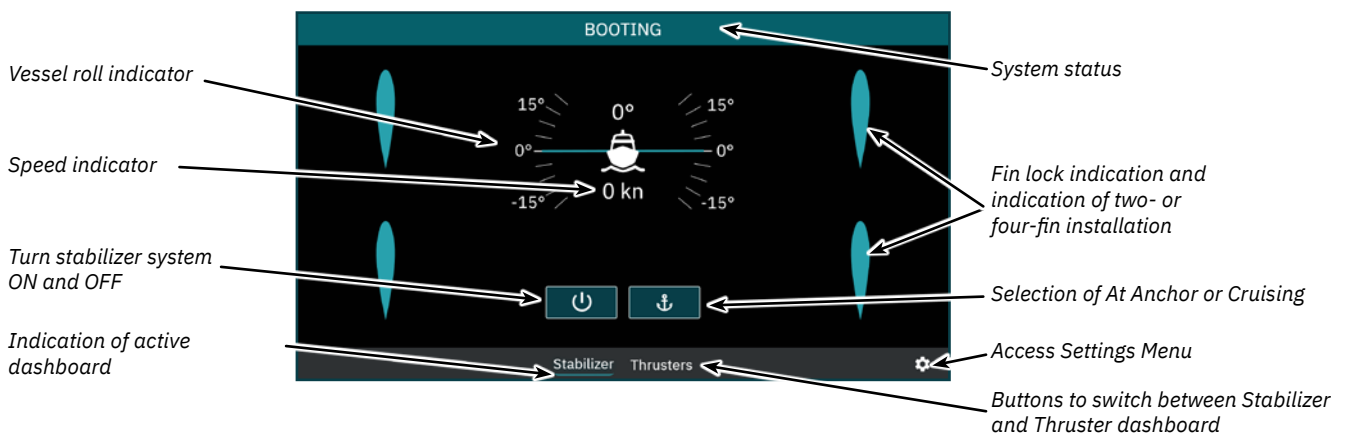 BOOTING
Vessel roll indicator
System status
15°
0°
15°
0°
0°
Speed indicator
0 kn
-15°
-15°
Fin lock indication and
indication of two- or
four-fin installation
Turn stabilizer system
ON and OFF
Selection of At Anchor or Cruising
Indication of active
dashboard
Stabilizer
Thrusters
Access Settings Menu
Buttons to switch between Stabilizer
and Thruster dashboard